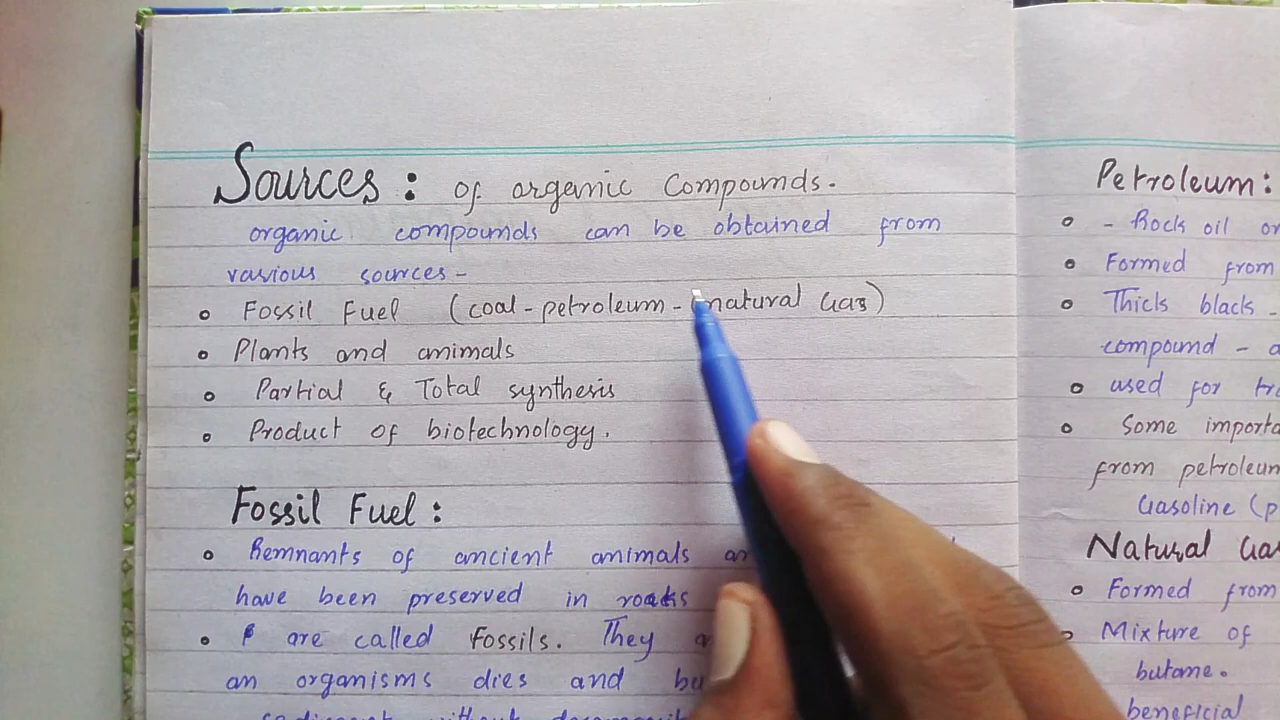 Sources: of organic Compounds.
organic compounds can be obtained from
various sources-
Fossil Fuel (coal-petroleum-natural Gas)
Plants and animals
Partial & Total synthesis
Product of biotechnology.
Fossil Fuel:
Remnants of ancient animals
have been preserved in rocks
are called Fossils. They
an organisms dies and
Petroleum:
- Rock oil or
Formed from
Thick blacks -
compound -
used for
Some
from petroleum
Gasoline
Natural
Formed from
Mixture of
butane.
beneficial